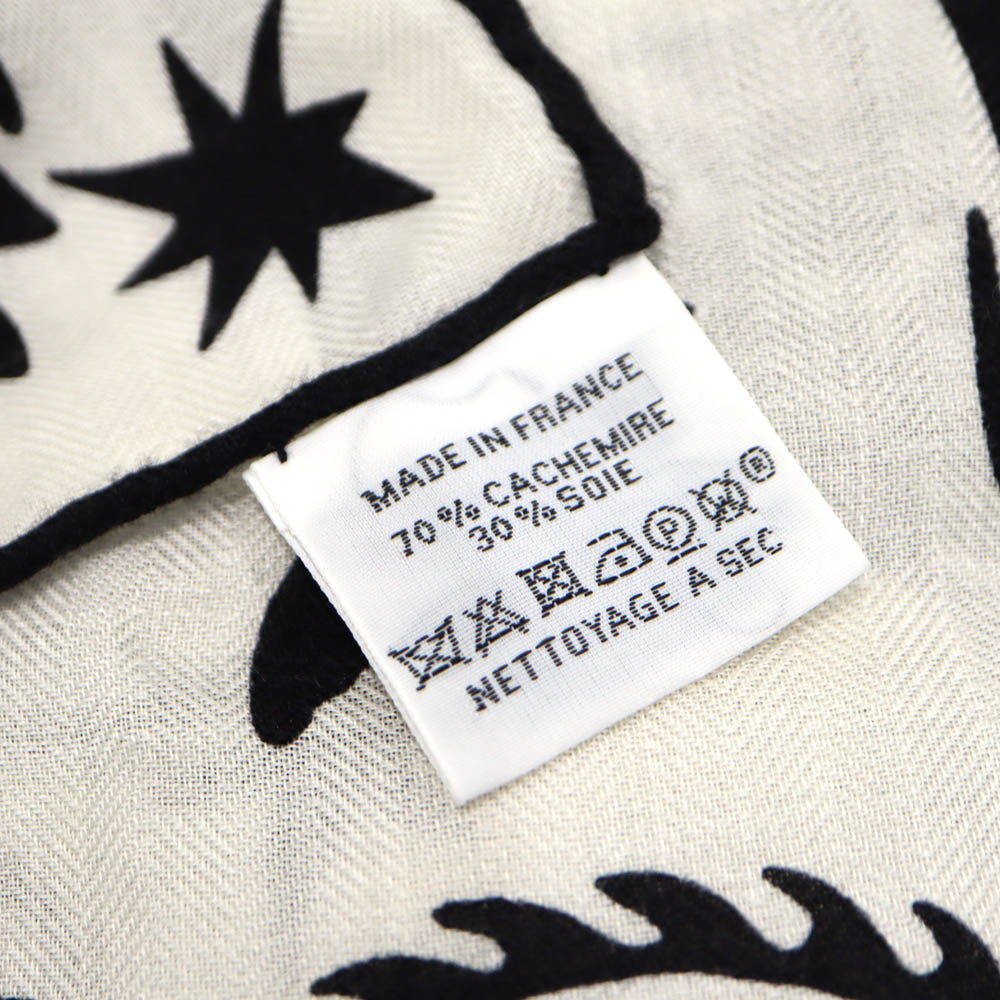 MADE IN FRANCE
70% CACHEMIRE
30% SOIE
P W ®
NETTOYAGE A SEC